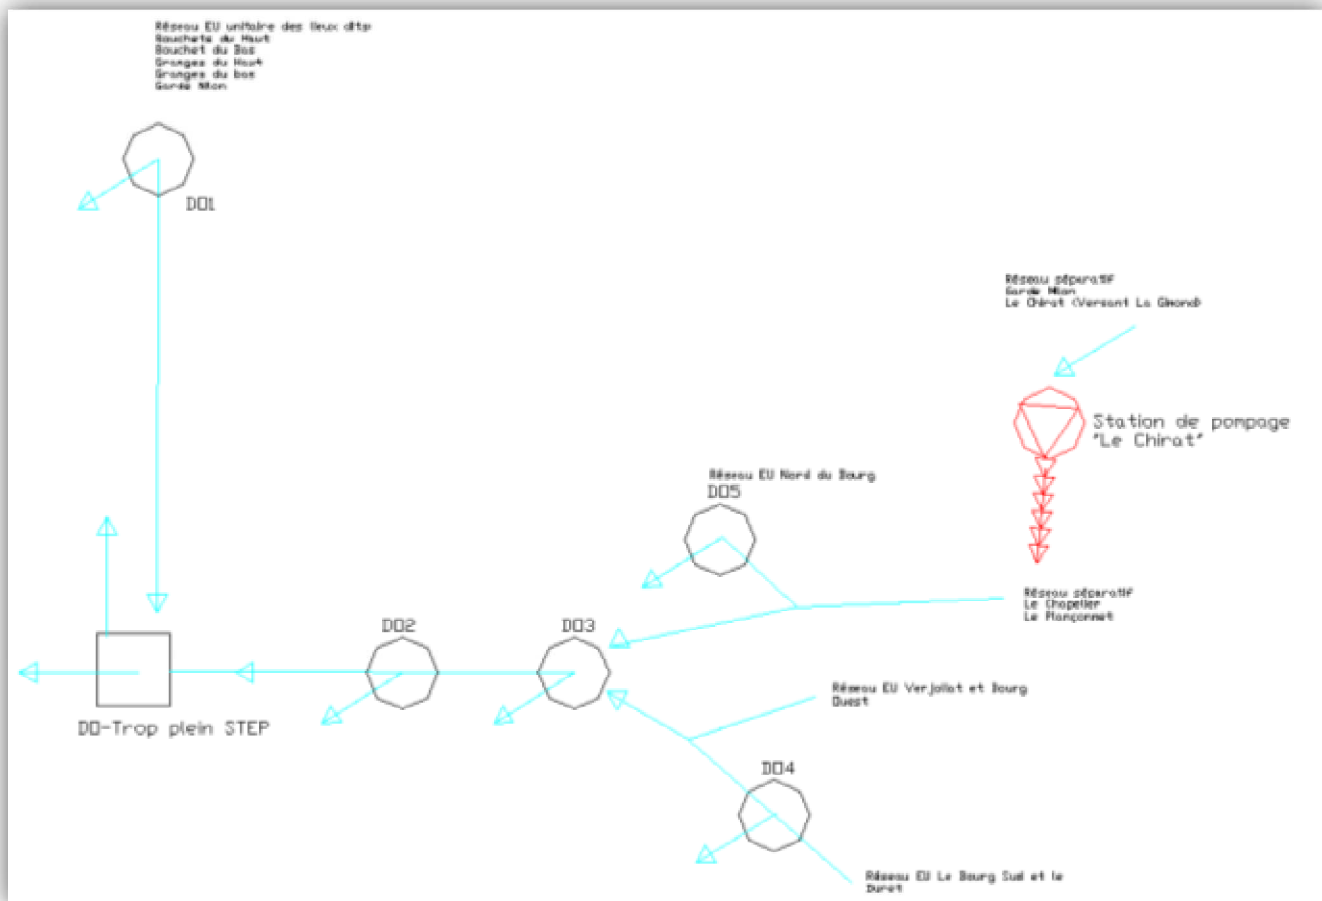 Réseau EU unitaire des lieux dits:
Bouchets du Haut
Bouchet du Bas
Granges du Haut
Granges du bas
Garde Milon
DO1
Réseau séparatif
Garde Milon
Le Chirat (Versant La Gimond)
Station de pompage
"Le Chirat"
Réseau EU Nord du Bourg
DO5
Réseau séparatif
Le Chapelier
Le Plançonnet
DO2
DO3
DO-Trop plein STEP
Réseau EU Verjollat et Bourg
Ouest
DO4
Réseau EU Le Bourg Sud et le
Duret